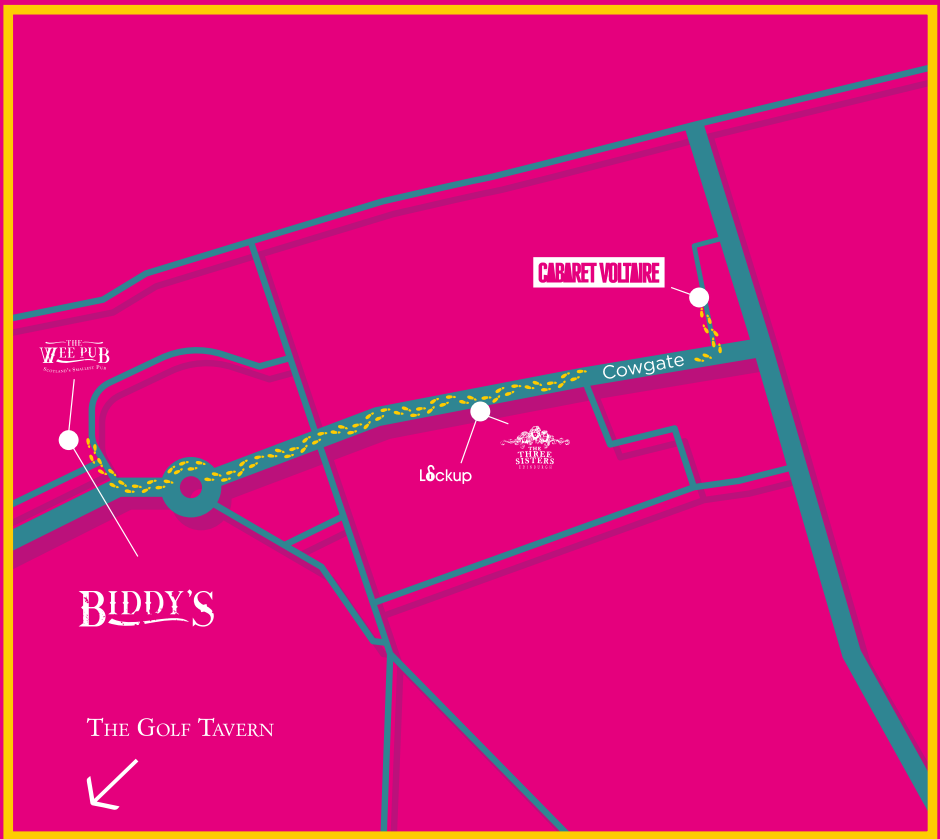 CABARET VOLTAIRE
THE
WEE PUB
SCOTLAND'S SMALLEST PUB
Cowgate
THE
THREE
SISTERS
EDINBURGH
Lockup
BIDDY'S
THE GOLF TAVERN